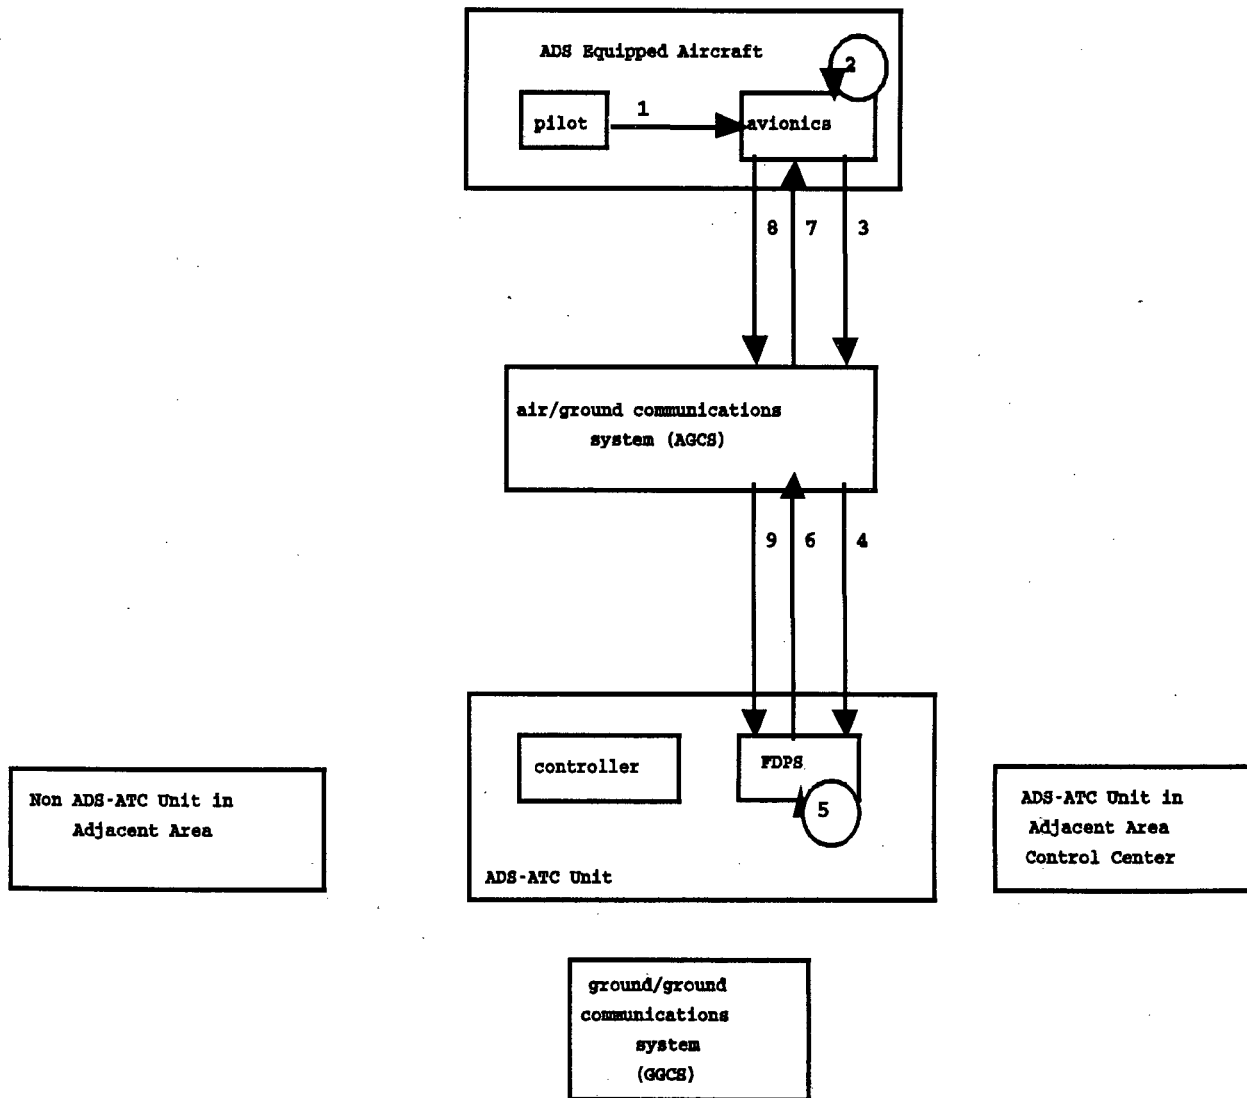 ADS Equipped Aircraft
2
1
pilot
avionics
8
7
3
air/ground communications
system (AGCS)
9
6
4
controller
FDPS
5
ADS-ATC Unit
Non ADS-ATC Unit in
Adjacent Area
ADS-ATC Unit in
Adjacent Area
Control Center
ground/ground
communications
system
(GGCS)